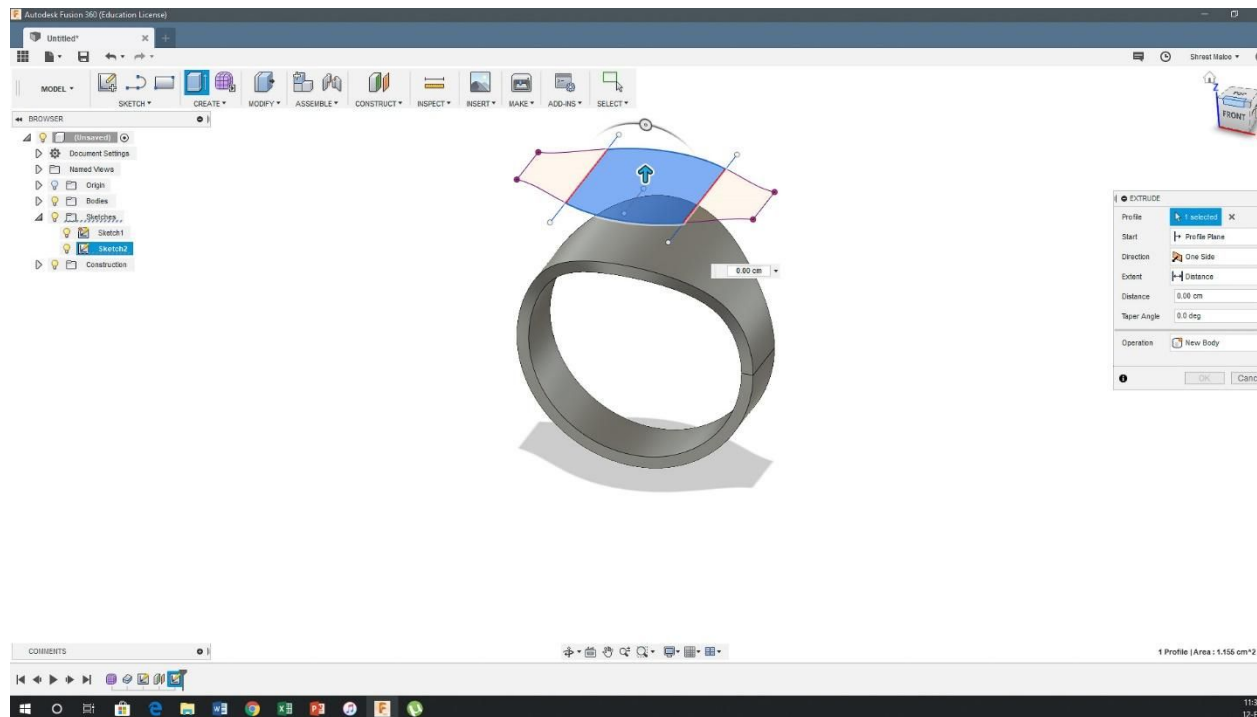 Autodesk Fusion 360 (Education License)
Untitled*
Shrest Maloo
MODEL
SKETCH
CREATE
MODIFY
ASSEMBLE
CONSTRUCT
INSPECT
INSERT
MAKE
ADD-INS
SELECT
Z
TOP
FRONT
BROWSER
(Unsaved)
Document Settings
Named Views
Origin
Bodies
Sketches
Sketch1
Sketch2
Construction
0.00 cm
EXTRUDE
Profile 1 selected
Start Profile Plane
Direction One Side
Extent Distance
Distance 0.00 cm
Taper Angle 0.0 deg
Operation New Body
OK Canc
COMMENTS
1 Profile | Area : 1.155 cm^2